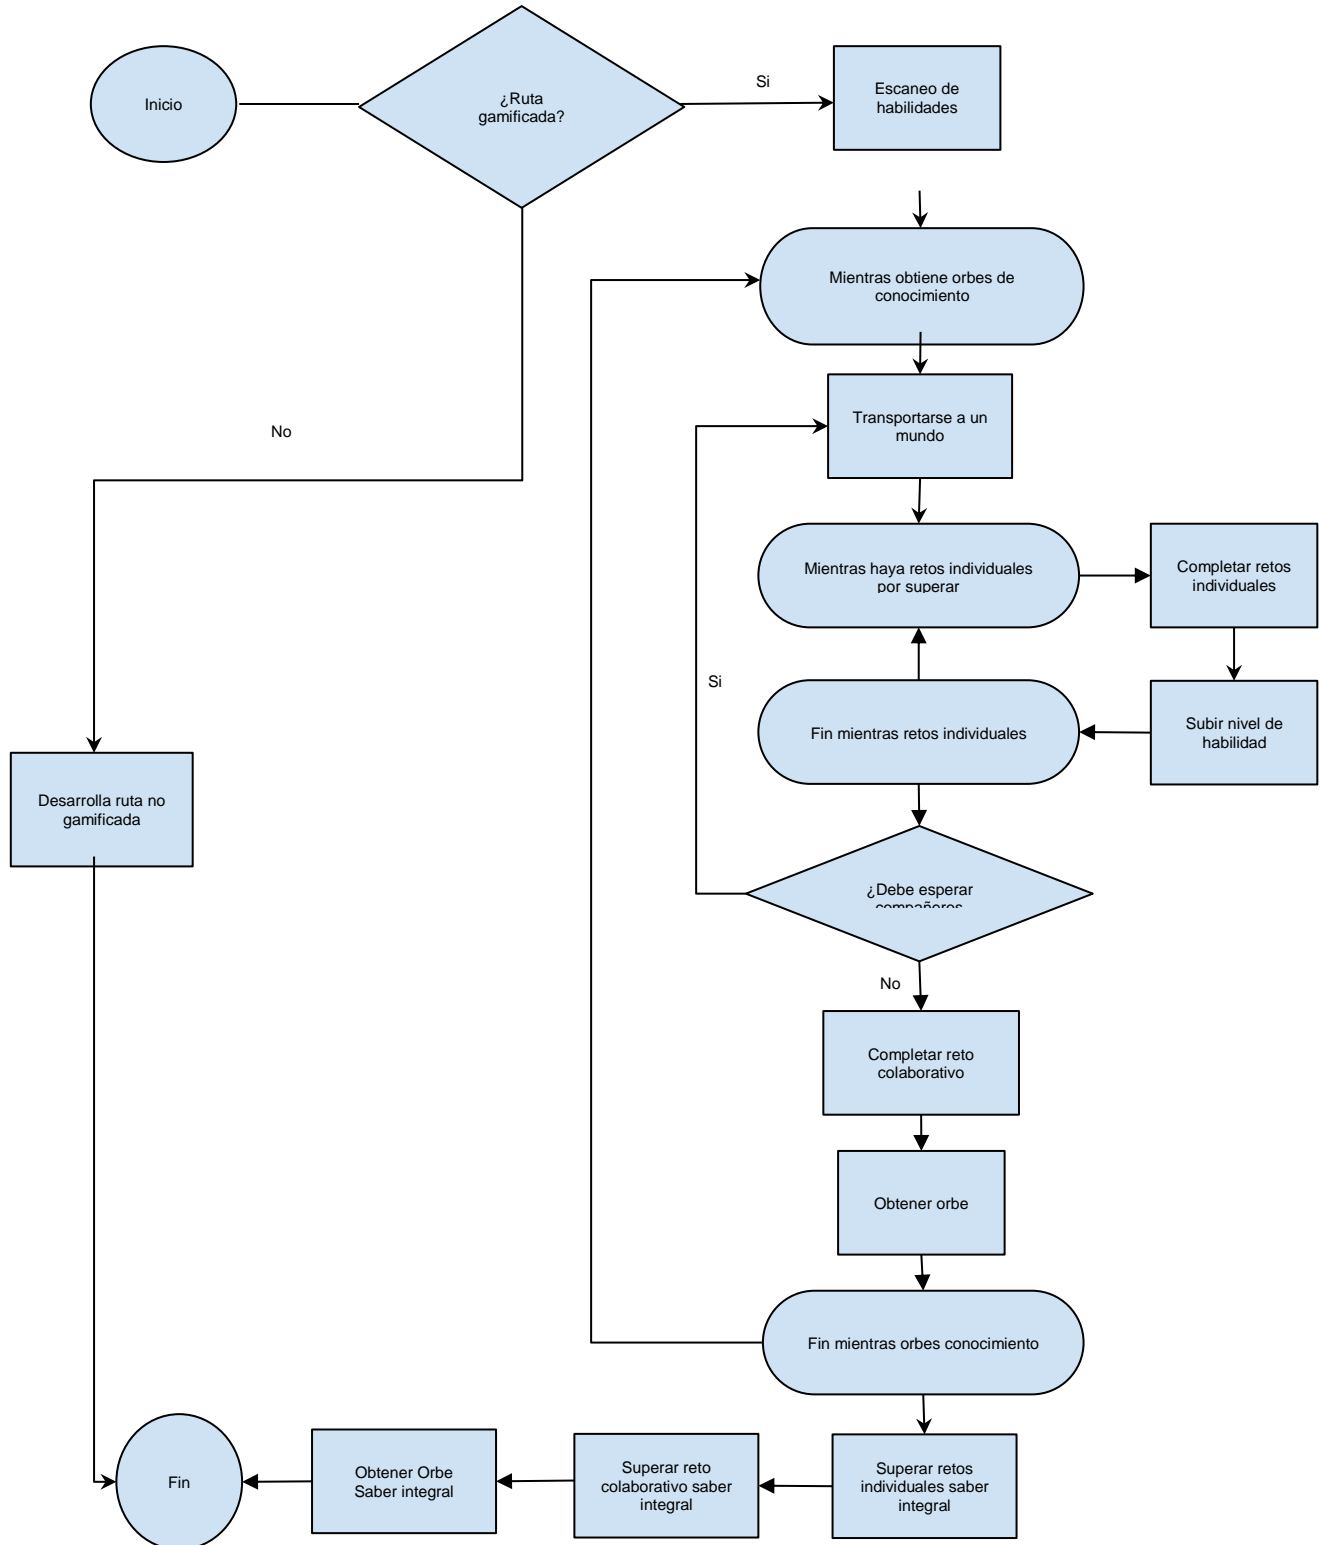 Inicio
¿Ruta
gamificada?
Si
Escaneo de
habilidades
Mientras obtiene orbes de
conocimiento
No
Transportarse a un
mundo
Mientras haya retos individuales
por superar
Completar retos
individuales
Si
Fin mientras retos individuales
Subir nivel de
habilidad
Desarrolla ruta no
gamificada
¿Debe esperar
compañeros
No
Completar reto
colaborativo
Obtener orbe
Fin mientras orbes conocimiento
Fin
Obtener Orbe
Saber integral
Superar reto
colaborativo saber
integral
Superar retos
individuales saber
integral